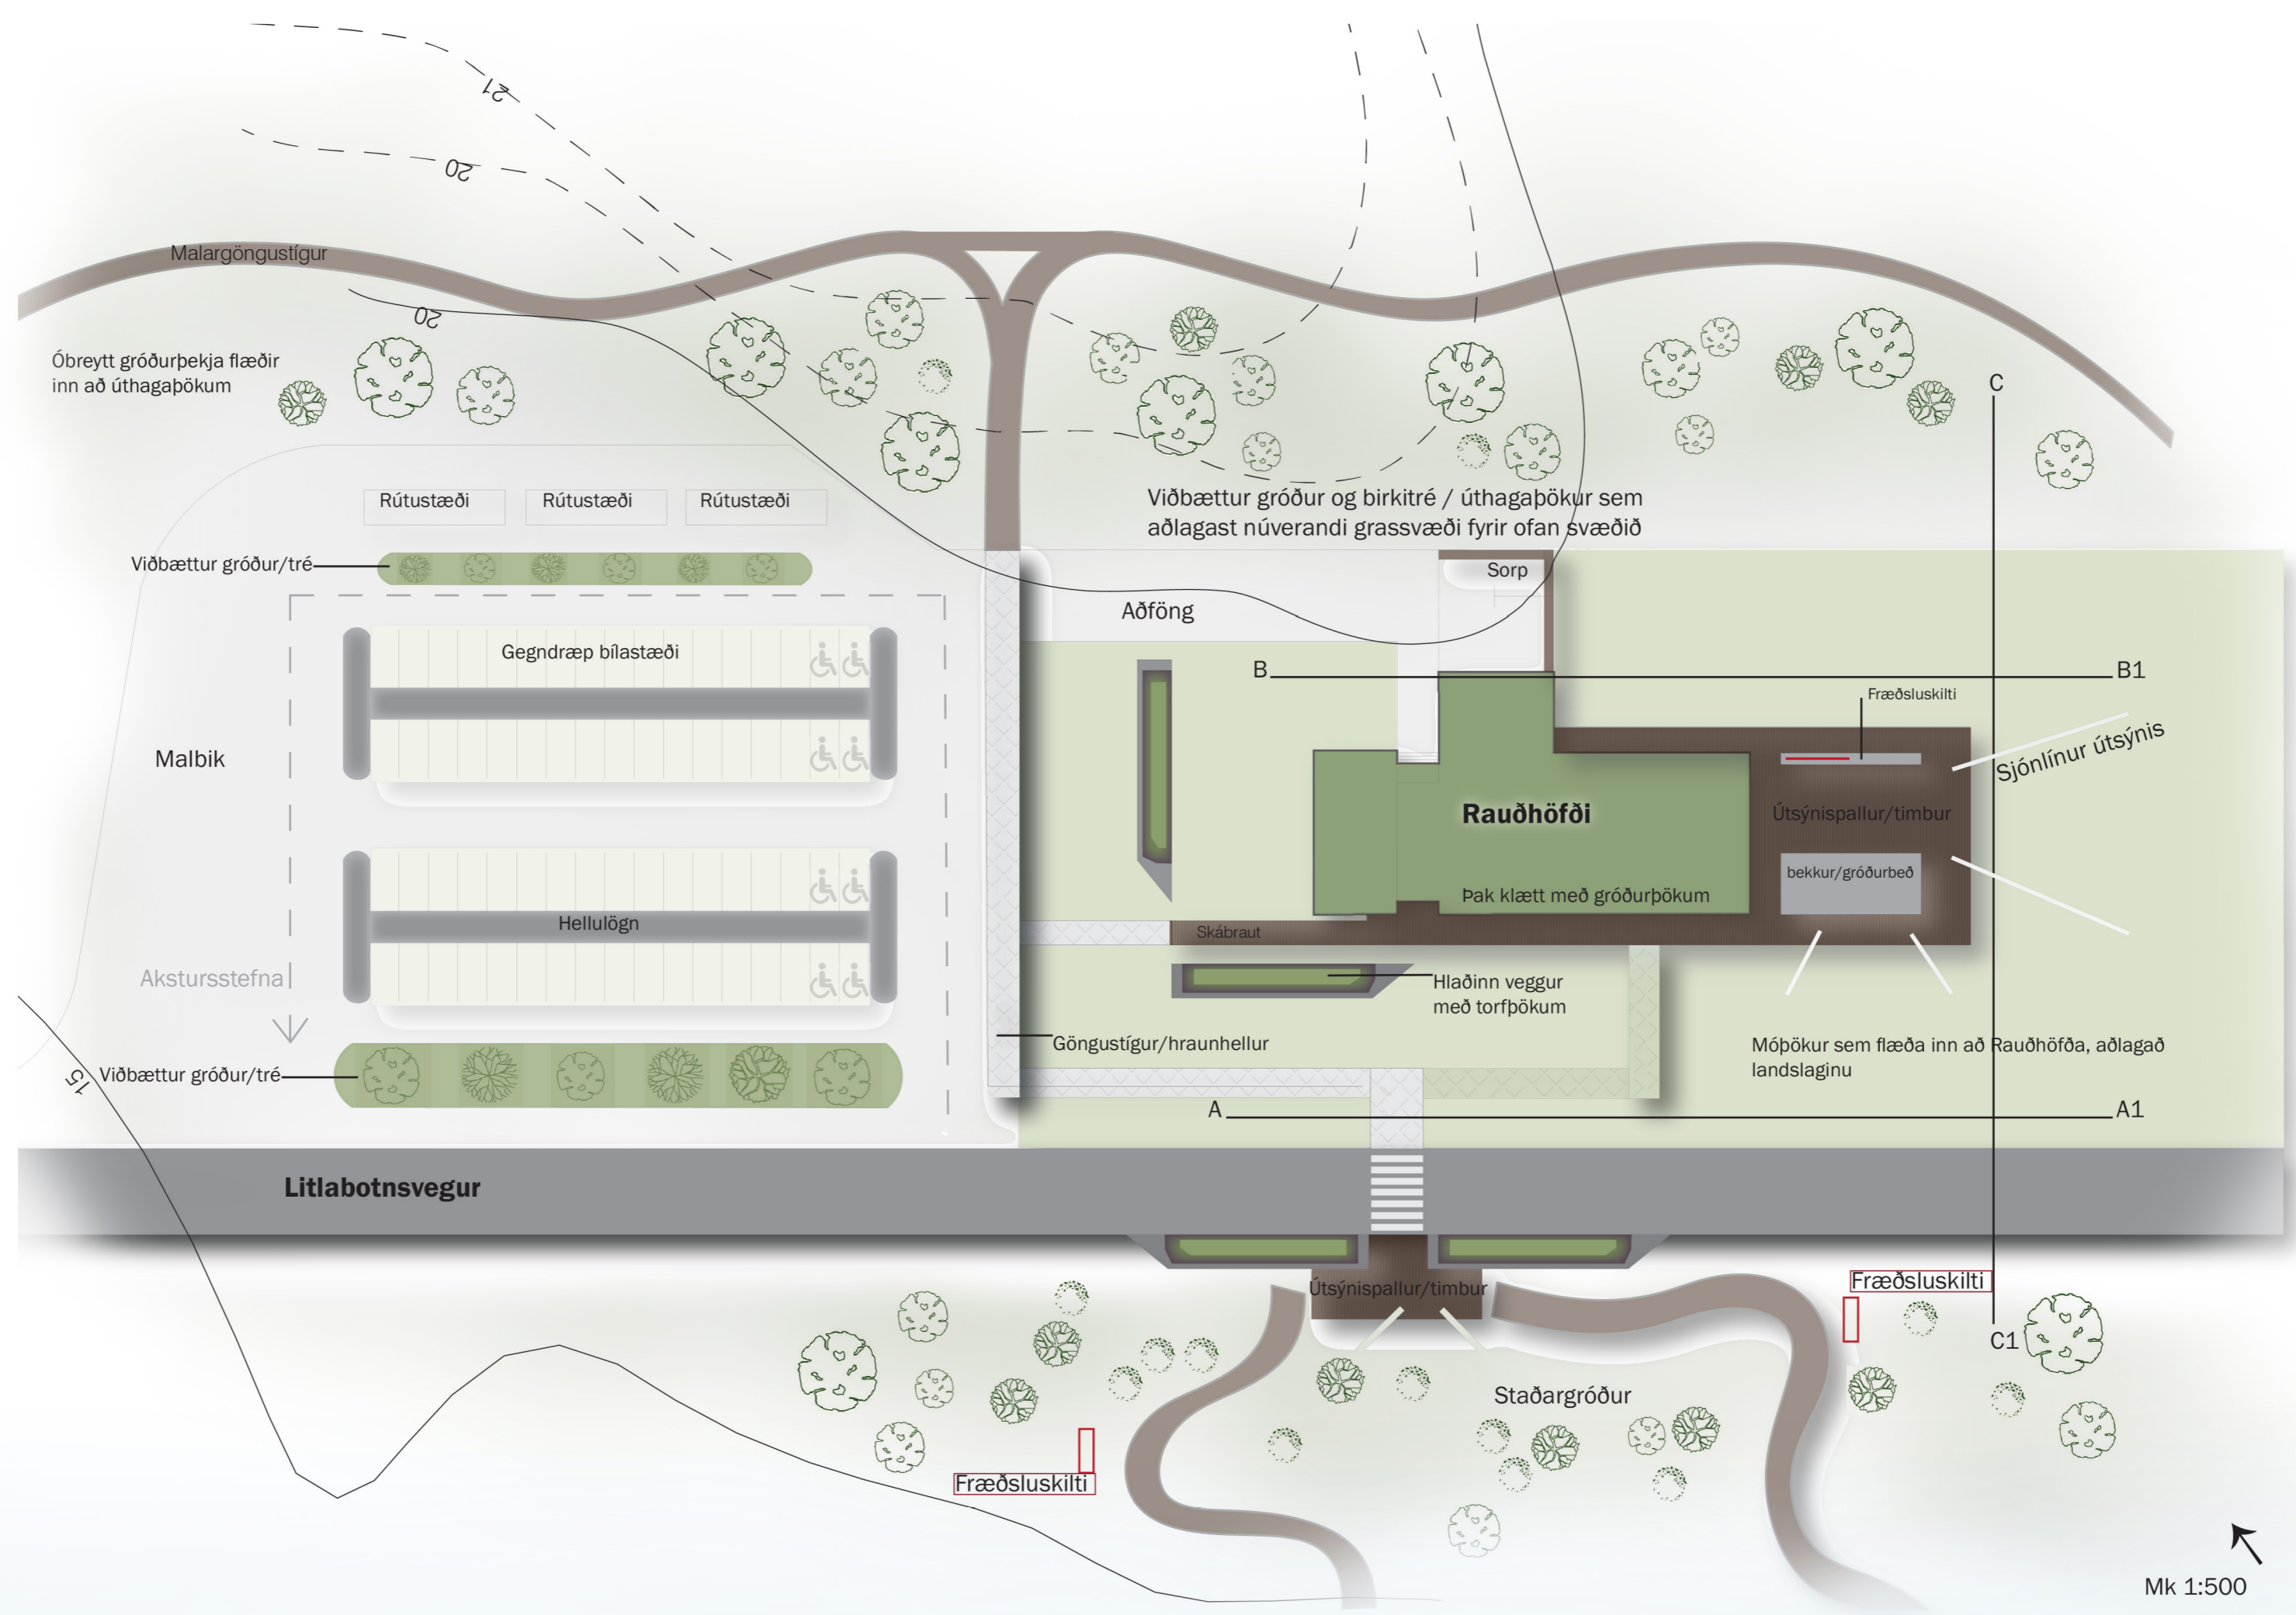 21
20
Malargöngustígur
20
Óbreytt gróðurþekja flæðir
inn að úthagaþökum
C
Rútustæði
Rútustæði
Rútustæði
Viðbættur gróður og birkitré / úthagaþökur sem
aðlagast núverandi grassvæði fyrir ofan svæðið
Viðbættur gróður/tré
Sorp
Aðföng
Gegndræp bílastæði
B
B1
Fræðsluskilti
Sjónlínur útsýnis
Malbik
Rauðhöfði
Útsýnispallur/timbur
bekkur/gróðurbeð
Þak klætt með gróðurþökum
Hellulögn
Skábraut
Akstursstefna
Hlaðinn veggur
með torfþökum
Göngustígur/hraunhellur
Móþökur sem flæða inn að Rauðhöfða, aðlagað
landslaginu
15
Viðbættur gróður/tré
A
A1
Litlabotnsvegur
Fræðsluskilti
Útsýnispallur/timbur
C1
Staðargróður
Fræðsluskilti
Mk 1:500